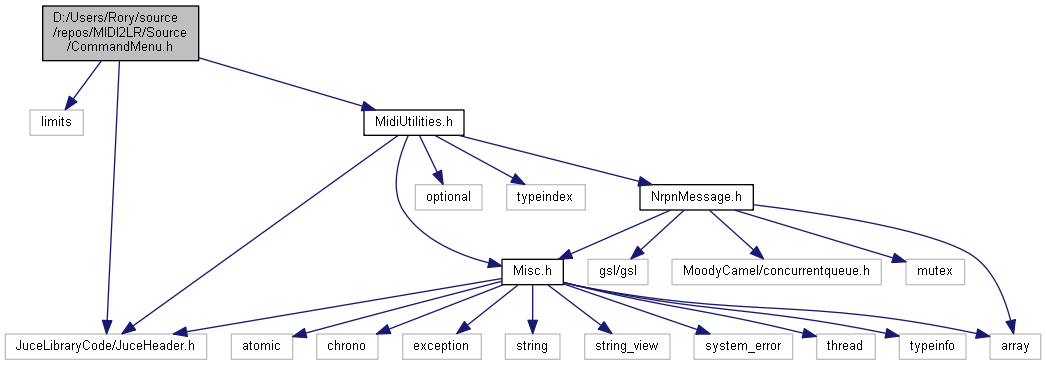 D:/Users/Rory/source
/repos/MIDI2LR/Source
/CommandMenu.h
limits
MidiUtilities.h
optional
typeindex
NrpnMessage.h
Misc.h
gsl/gsl
MoodyCamel/concurrentqueue.h
mutex
JuceLibraryCode/JuceHeader.h
atomic
chrono
exception
string
string_view
system_error
thread
typeinfo
array